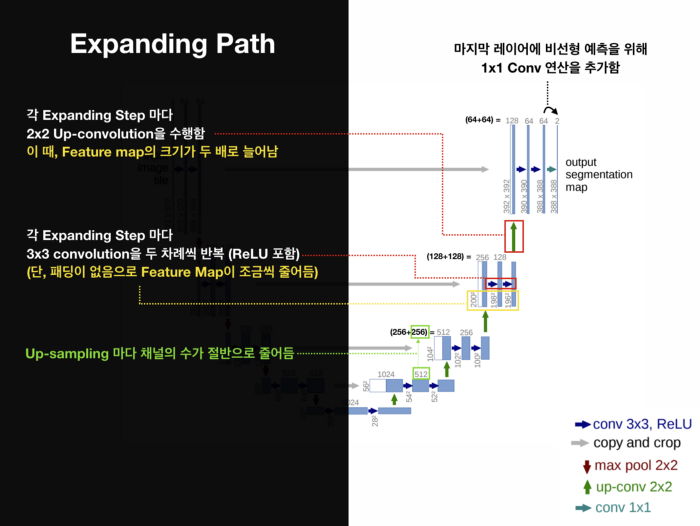 Expanding Path
마지막 레이어에 비선형 예측을 위해
1x1 Conv 연산을 추가함
각 Expanding Step 마다
2x2 Up-convolution을 수행함
이 때, Feature map의 크기가 두 배로 늘어남
(64+64) = 128 64 64 2
image
tile
output
segmentation
map
392 x 392
390 x 390
388 x 388
388 x 388
각 Expanding Step 마다
3x3 convolution을 두 차례씩 반복 (ReLU 포함)
(단, 패딩이 없음으로 Feature Map이 조금씩 줄어듬)
(128+128) = 256 128
200²
198²
196²
Up-sampling 마다 채널의 수가 절반으로 줄어듬
(256+256) = 512 256
104²
102²
100²
1024 512
56²
54²
52²
1024
28²
conv 3x3, ReLU
copy and crop
max pool 2x2
up-conv 2x2
conv 1x1